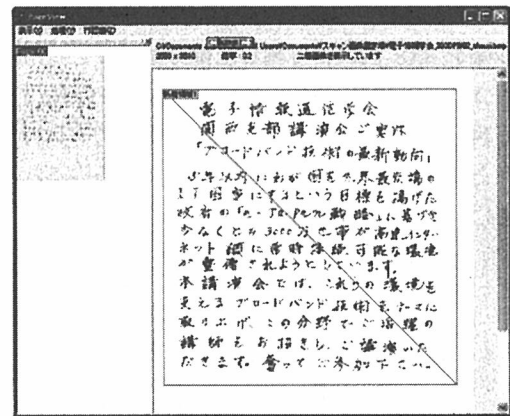 PageView
電子情報通信学会
関西支部講演会ご案内
「ブロードバンド技術の最新動向」
5年以内にわが国を世界最先端の
IT国家にするという目標を掲げた
政府の「e-Japan戦略」に基づき
少なくとも3000万世帯が高速インター
ネット網に常時接続可能な環境
が整備されようとしています。
本講演会では、これらの環境を
支えるブロードバンド技術をテーマに
取り上げ、この分野でご活躍の
講師をお招きし、ご講演いた
だきます。奮ってご参加下さい。